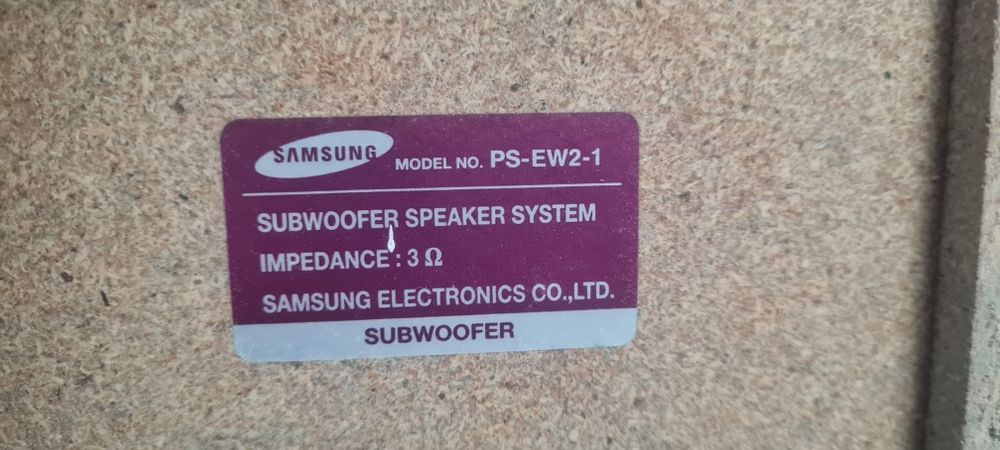 SAMSUNG MODEL NO. PS-EW2-1
SUBWOOFER SPEAKER SYSTEM
IMPEDANCE : 3 Ω
SAMSUNG ELECTRONICS CO.,LTD.
SUBWOOFER